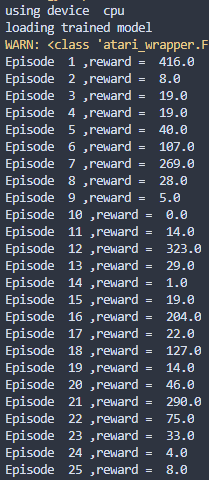 using device  cpu
loading trained model
WARN: <class 'atari_wrapper.F
Episode  1 ,reward =  416.0
Episode  2 ,reward =  8.0
Episode  3 ,reward =  19.0
Episode  4 ,reward =  19.0
Episode  5 ,reward =  40.0
Episode  6 ,reward =  107.0
Episode  7 ,reward =  269.0
Episode  8 ,reward =  28.0
Episode  9 ,reward =  5.0
Episode  10 ,reward =  0.0
Episode  11 ,reward =  14.0
Episode  12 ,reward =  323.0
Episode  13 ,reward =  29.0
Episode  14 ,reward =  1.0
Episode  15 ,reward =  19.0
Episode  16 ,reward =  204.0
Episode  17 ,reward =  22.0
Episode  18 ,reward =  127.0
Episode  19 ,reward =  14.0
Episode  20 ,reward =  46.0
Episode  21 ,reward =  290.0
Episode  22 ,reward =  75.0
Episode  23 ,reward =  33.0
Episode  24 ,reward =  4.0
Episode  25 ,reward =  8.0